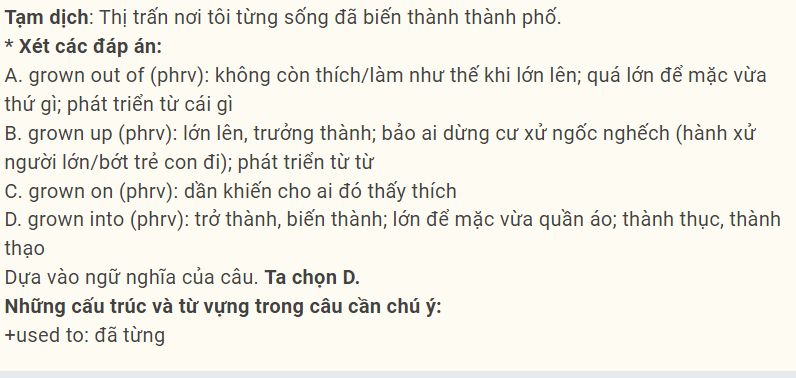 Tạm dịch: Thị trấn nơi tôi từng sống đã biến thành thành phố.
* Xét các đáp án:
A. grown out of (phrv): không còn thích/làm như thế khi lớn lên; quá lớn để mặc vừa
thứ gì; phát triển từ cái gì
B. grown up (phrv): lớn lên, trưởng thành; bảo ai dừng cư xử ngốc nghếch (hành xử
người lớn/bớt trẻ con đi); phát triển từ từ
C. grown on (phrv): dần khiến cho ai đó thấy thích
D. grown into (phrv): trở thành, biến thành; lớn để mặc vừa quần áo; thành thục, thành
thạo
Dựa vào ngữ nghĩa của câu. Ta chọn D.
Những cấu trúc và từ vựng trong câu cần chú ý:
+used to: đã từng